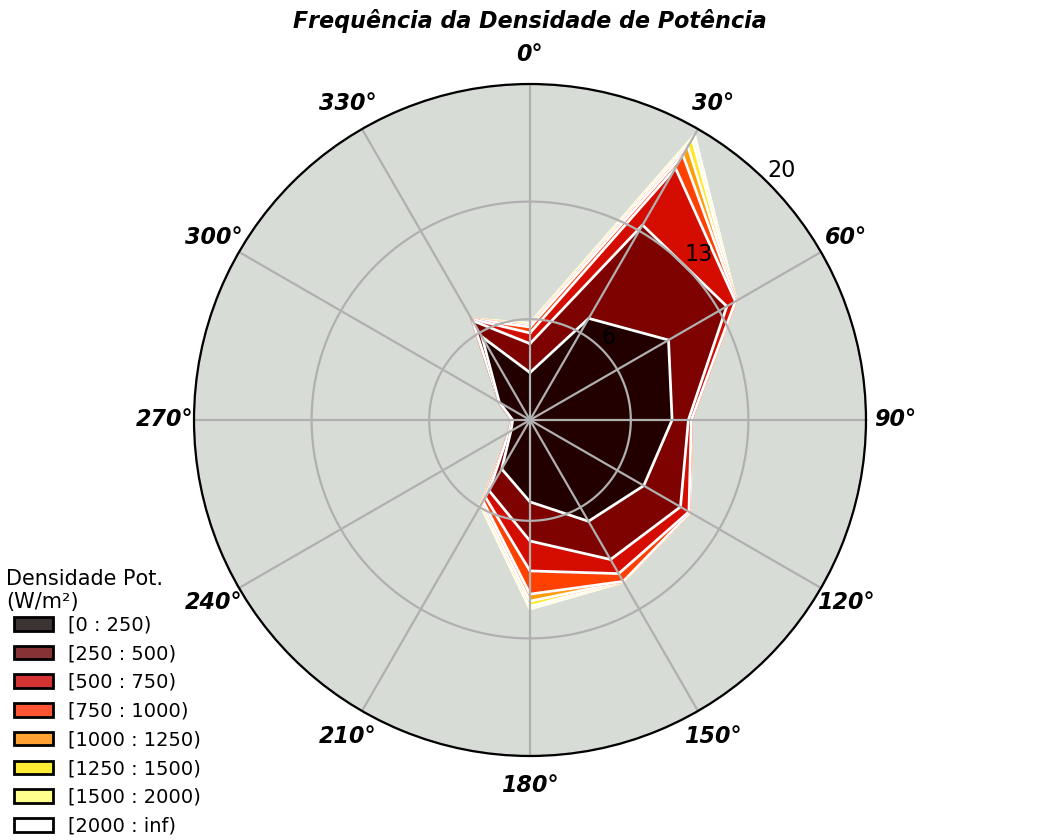 Frequência da Densidade de Potência
0°
330°
30°
20
300°
60°
13
6
270°
90°
240°
120°
210°
150°
180°
Densidade Pot.
(W/m²)
[0 : 250)
[250 : 500)
[500 : 750)
[750 : 1000)
[1000 : 1250)
[1250 : 1500)
[1500 : 2000)
[2000 : inf)